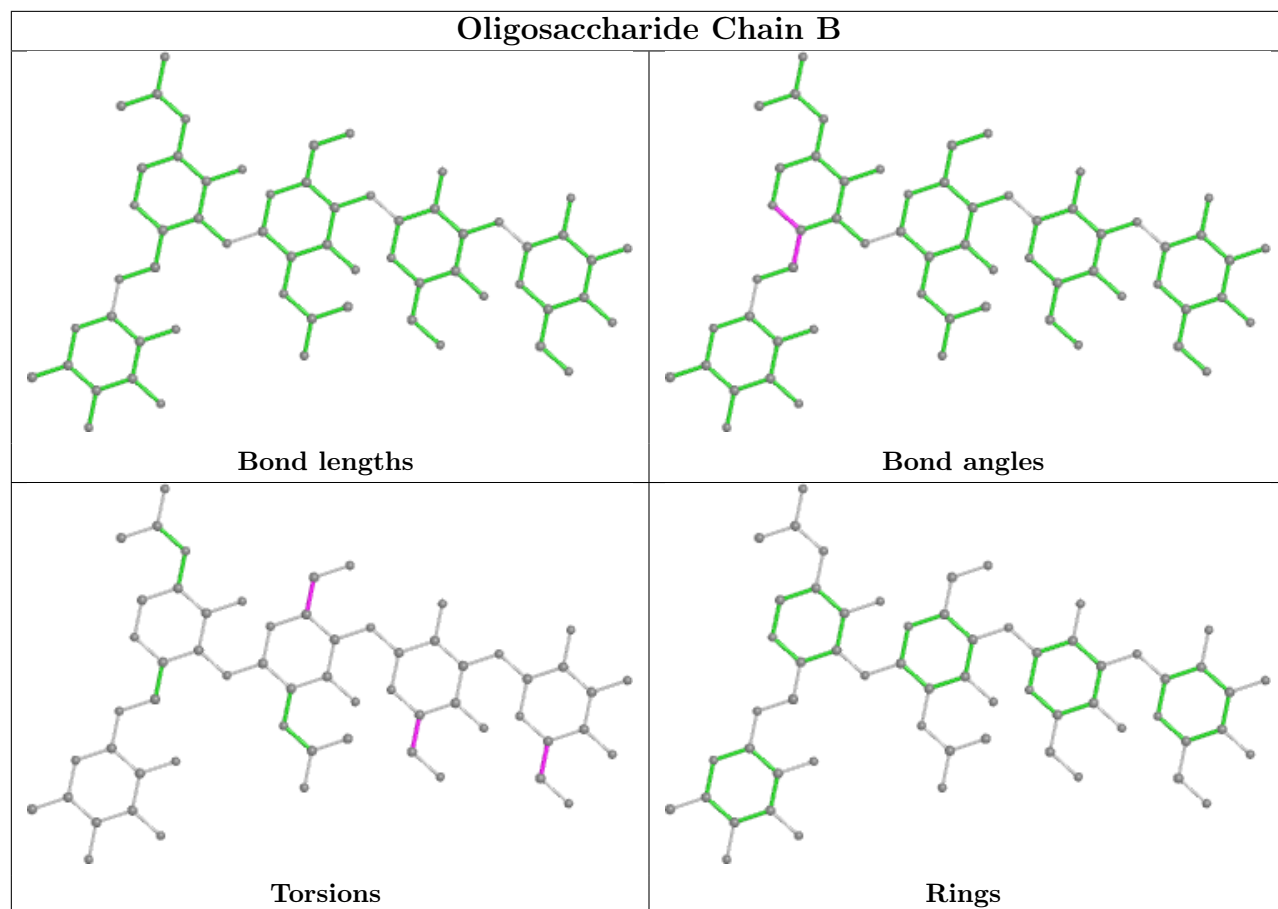 Oligosaccharide Chain B
Bond lengths
Bond angles
Torsions
Rings